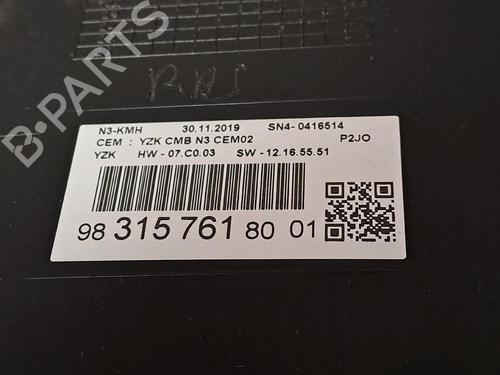 N3-KMH 30.11.2019 SN4- 0416514
CEM : YZK CMB N3 CEM02 P2JO
YZK HW - 07.C0.03 SW - 12.16.55.51
98 315 761 80 01
B-PARTS
B-PARTS